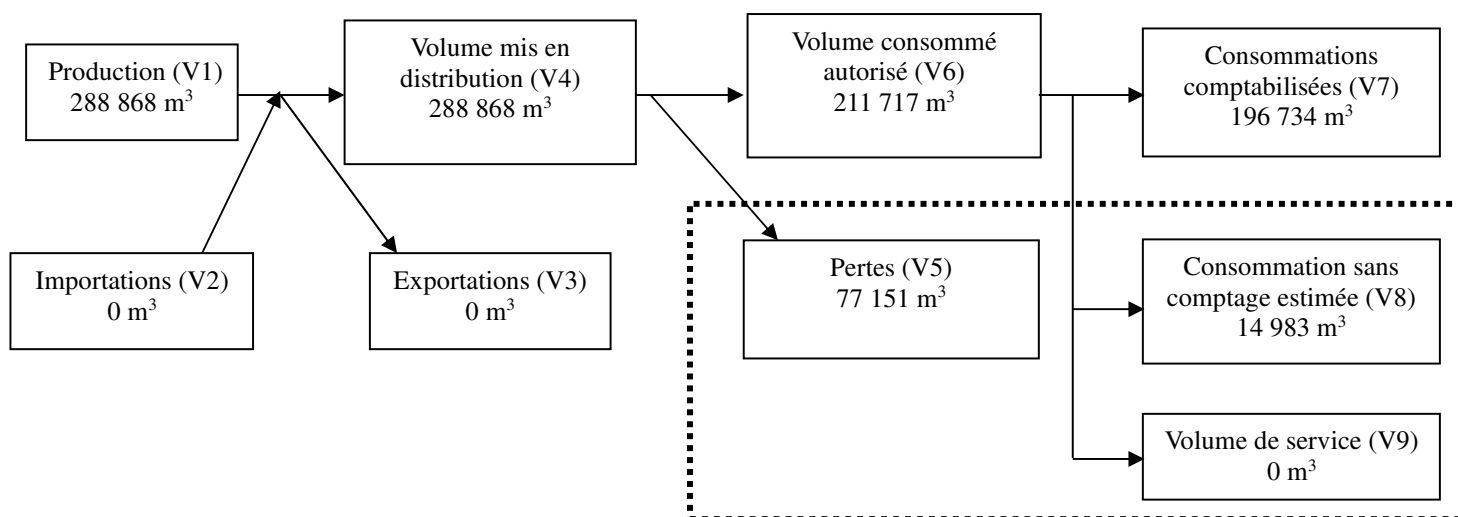 Production (V1)
288 868 m³
Volume mis en
distribution (V4)
288 868 m³
Volume consommé
autorisé (V6)
211 717 m³
Consommations
comptabilisées (V7)
196 734 m³
Importations (V2)
0 m³
Exportations (V3)
0 m³
Pertes (V5)
77 151 m³
Consommation sans
comptage estimée (V8)
14 983 m³
Volume de service (V9)
0 m³